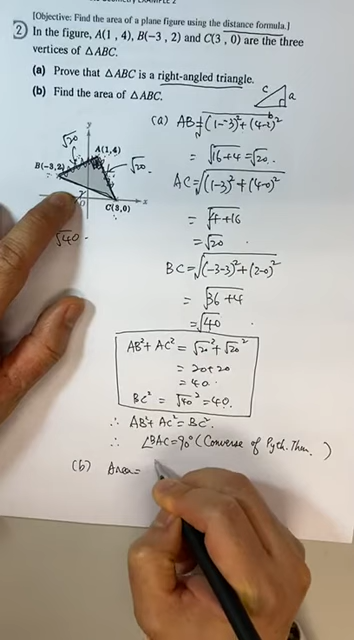 [Objective: Find the area of a plane figure using the distance formula.]
2 In the figure, A(1 , 4), B(−3 , 2) and C(3 , 0) are the three
vertices of △ABC.
(a) Prove that △ABC is a right-angled triangle.
(b) Find the area of △ABC.
c
a
b
y
√20
A(1,4)
B(−3,2)
√20
x
C(3,0)
√40
(a) AB=√(1--3)²+(4-2)²
= √16+4 =√20.
AC=√(1-3)²+(4-0)²
= √4+16
= √20
BC=√(-3-3)²+(2-0)²
= √36+4
= √40
AB²+AC² = √20²+√20²
= 20+20
= 40.
BC² = √40² = 40.
∴ AB²+AC² = BC².
∴ ∠BAC=90° (Converse of Pyth. Thm. )
(b) Area=